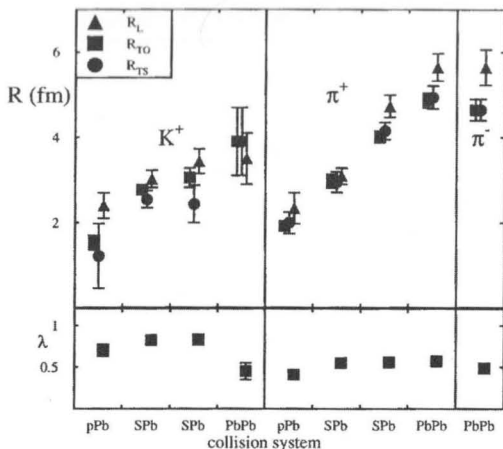 R_L
R_TO
R_TS
6
R (fm)
4
2
K⁺
π⁺
π⁻
1
λ
0.5
pPb SPb SPb PbPb pPb SPb SPb PbPb PbPb
collision system